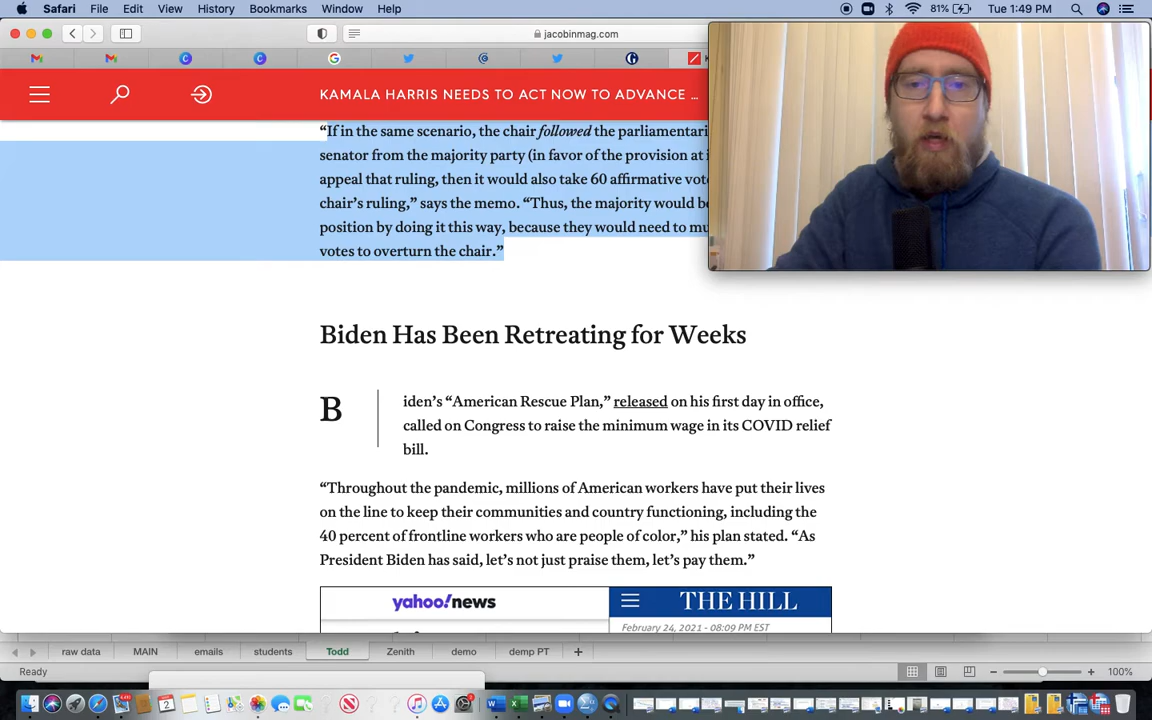 Safari File Edit View History Bookmarks Window Help 81% Tue 1:49 PM
jacobinmag.com
KAMALA HARRIS NEEDS TO ACT NOW TO ADVANCE ...
“If in the same scenario, the chair followed the
senator from the majority party (in favor of the provision at
appeal that ruling, then it would also take 60 affirmative
chair’s ruling,” says the memo. “Thus, the majority would
position by doing it this way, because they would need to
votes to overturn the chair.”
Biden Has Been Retreating for Weeks
Biden’s “American Rescue Plan,” released on his first day in office,
called on Congress to raise the minimum wage in its COVID relief
bill.
“Throughout the pandemic, millions of American workers have put their lives
on the line to keep their communities and country functioning, including the
40 percent of frontline workers who are people of color,” his plan stated. “As
President Biden has said, let’s not just praise them, let’s pay them.”
yahoo!news THE HILL
February 24, 2021 - 08:09 PM EST
raw data MAIN emails students Todd Zenith demo demp PT
Ready 100%